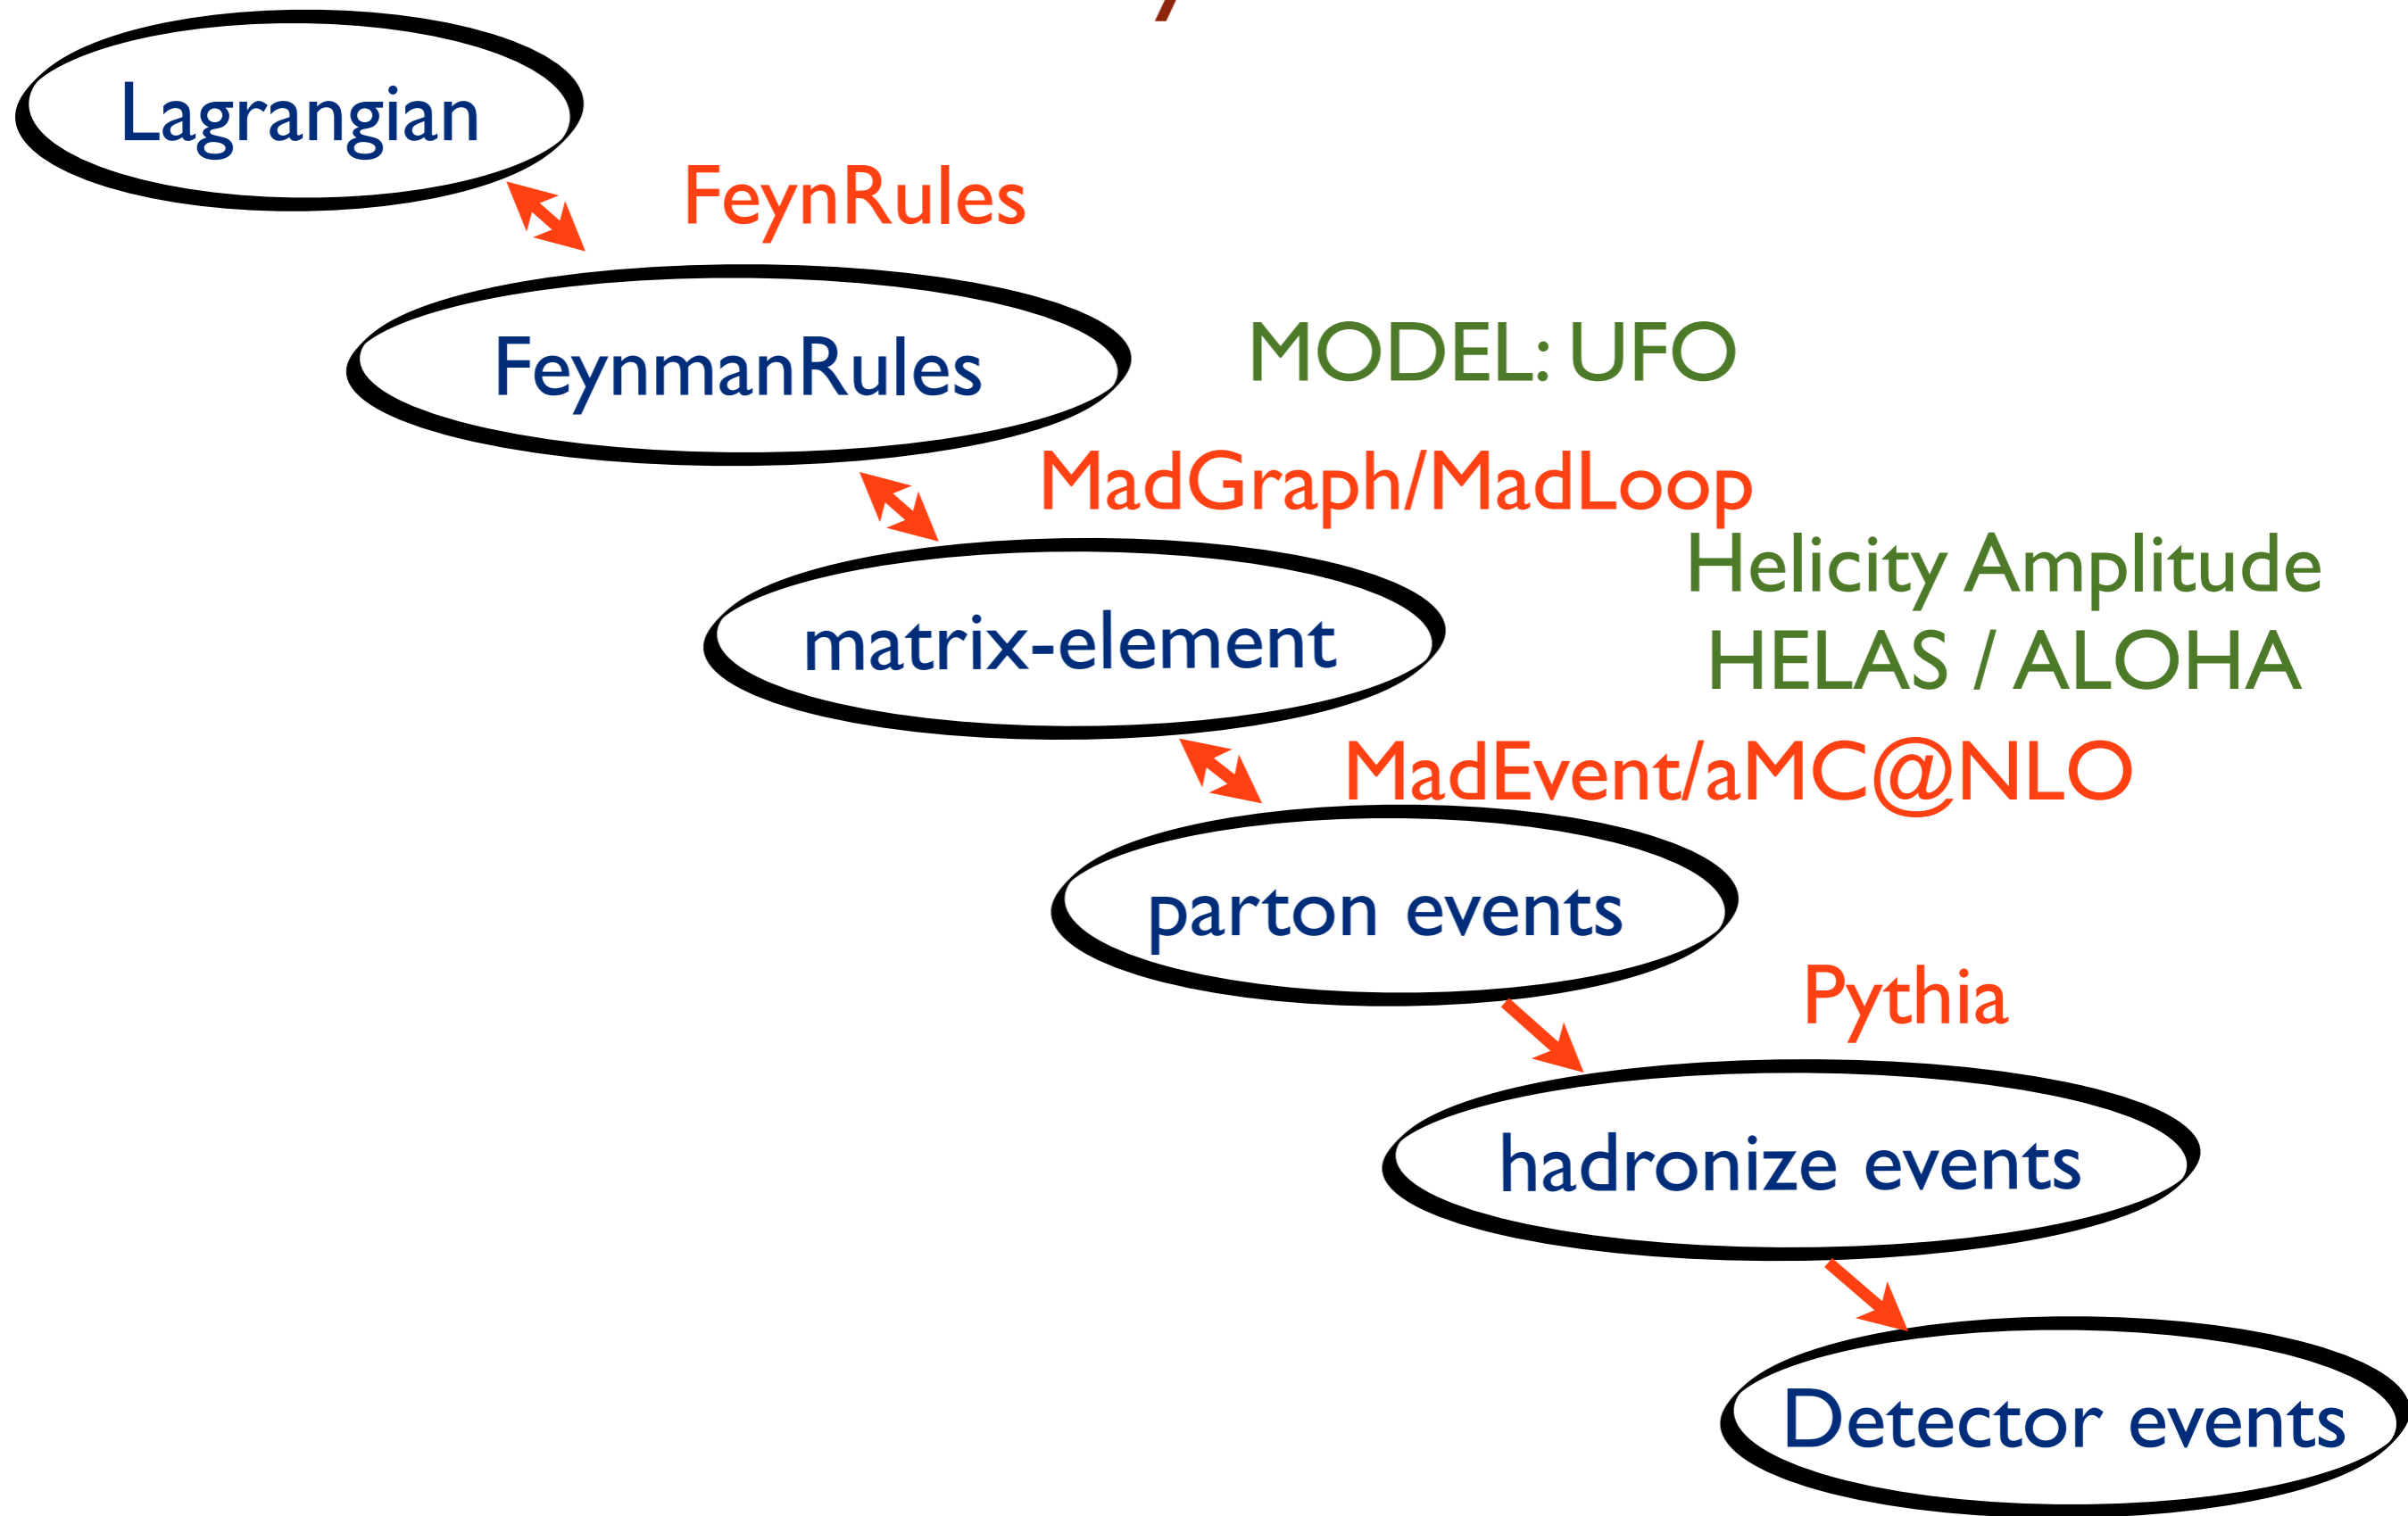 Lagrangian
FeynRules
FeynmanRules
MODEL: UFO
MadGraph/MadLoop
Helicity Amplitude
matrix-element
HELAS / ALOHA
MadEvent/aMC@NLO
parton events
Pythia
hadronize events
Detector events